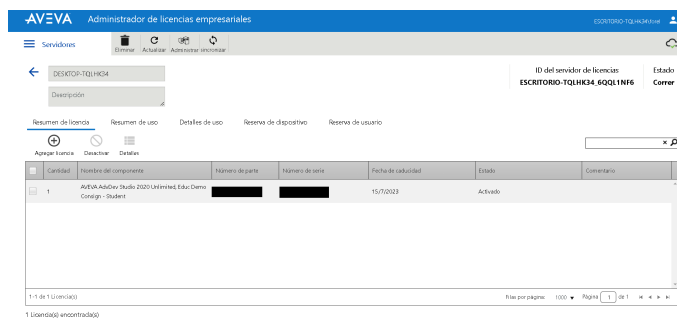 AVEVA Administrador de licencias empresariales ESCRITORIO-TQLHK34\Jorel
Servidores Eliminar Actualizar Administrar sincronizar
DESKTOP-TQLHK34 ID del servidor de licencias Estado
ESCRITORIO-TQLHK34_6QQL1NF6 Correr
Descripción
Resumen de licencia Resumen de uso Detalles de uso Reserva de dispositivo Reserva de usuario
Agregar licencia Desactivar Detalles
Cantidad Nombre del componente Número de parte Número de serie Fecha de caducidad Estado Comentario
1 AVEVA AdvDev Studio 2020 Unlimited, Educ Demo 15/7/2023 Activado
Consign - Student
1-1 de 1 Licencia(s) Filas por página: 1000 Página 1 de 1
1 Licencia(s) encontrada(s)